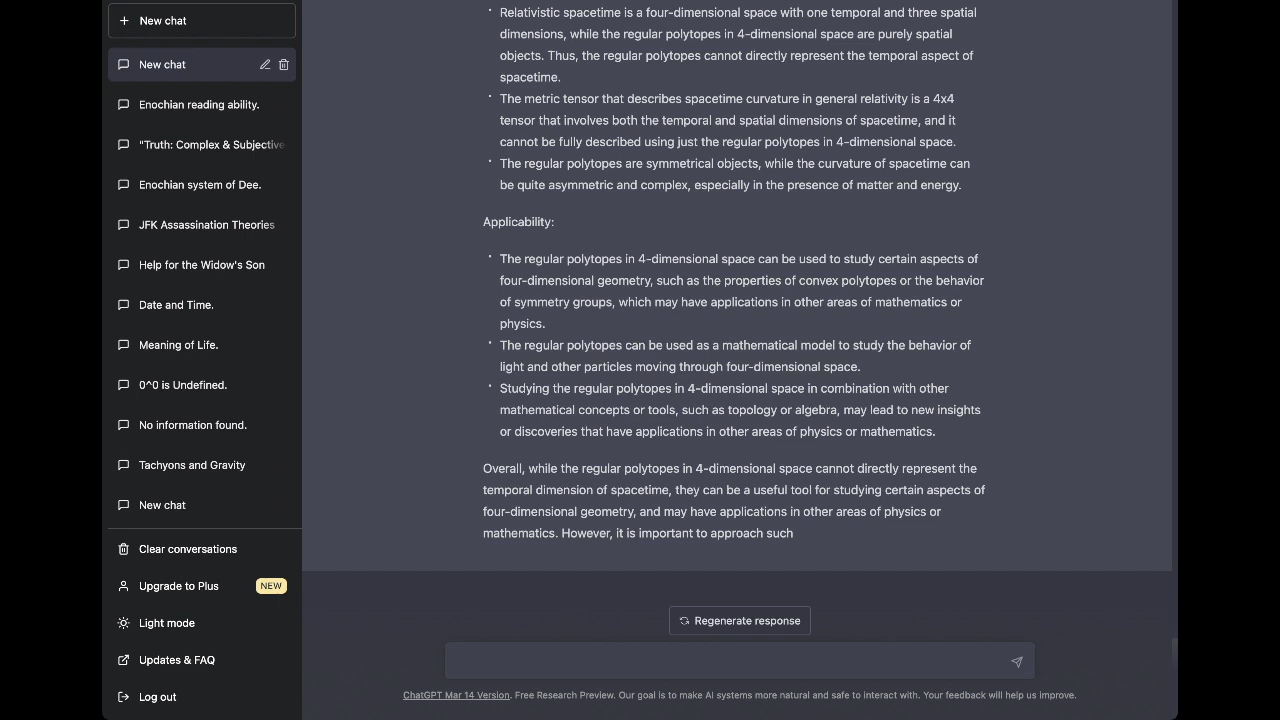 New chat
New chat
Enochian reading ability.
"Truth: Complex & Subjective
Enochian system of Dee.
JFK Assassination Theories
Help for the Widow's Son
Date and Time.
Meaning of Life.
0^0 is Undefined.
No information found.
Tachyons and Gravity
New chat
Clear conversations
Upgrade to Plus NEW
Light mode
Updates & FAQ
Log out
• Relativistic spacetime is a four-dimensional space with one temporal and three spatial
dimensions, while the regular polytopes in 4-dimensional space are purely spatial
objects. Thus, the regular polytopes cannot directly represent the temporal aspect of
spacetime.
• The metric tensor that describes spacetime curvature in general relativity is a 4x4
tensor that involves both the temporal and spatial dimensions of spacetime, and it
cannot be fully described using just the regular polytopes in 4-dimensional space.
• The regular polytopes are symmetrical objects, while the curvature of spacetime can
be quite asymmetric and complex, especially in the presence of matter and energy.
Applicability:
• The regular polytopes in 4-dimensional space can be used to study certain aspects of
four-dimensional geometry, such as the properties of convex polytopes or the behavior
of symmetry groups, which may have applications in other areas of mathematics or
physics.
• The regular polytopes can be used as a mathematical model to study the behavior of
light and other particles moving through four-dimensional space.
• Studying the regular polytopes in 4-dimensional space in combination with other
mathematical concepts or tools, such as topology or algebra, may lead to new insights
or discoveries that have applications in other areas of physics or mathematics.
Overall, while the regular polytopes in 4-dimensional space cannot directly represent the
temporal dimension of spacetime, they can be a useful tool for studying certain aspects of
four-dimensional geometry, and may have applications in other areas of physics or
mathematics. However, it is important to approach such
Regenerate response
ChatGPT Mar 14 Version. Free Research Preview. Our goal is to make AI systems more natural and safe to interact with. Your feedback will help us improve.